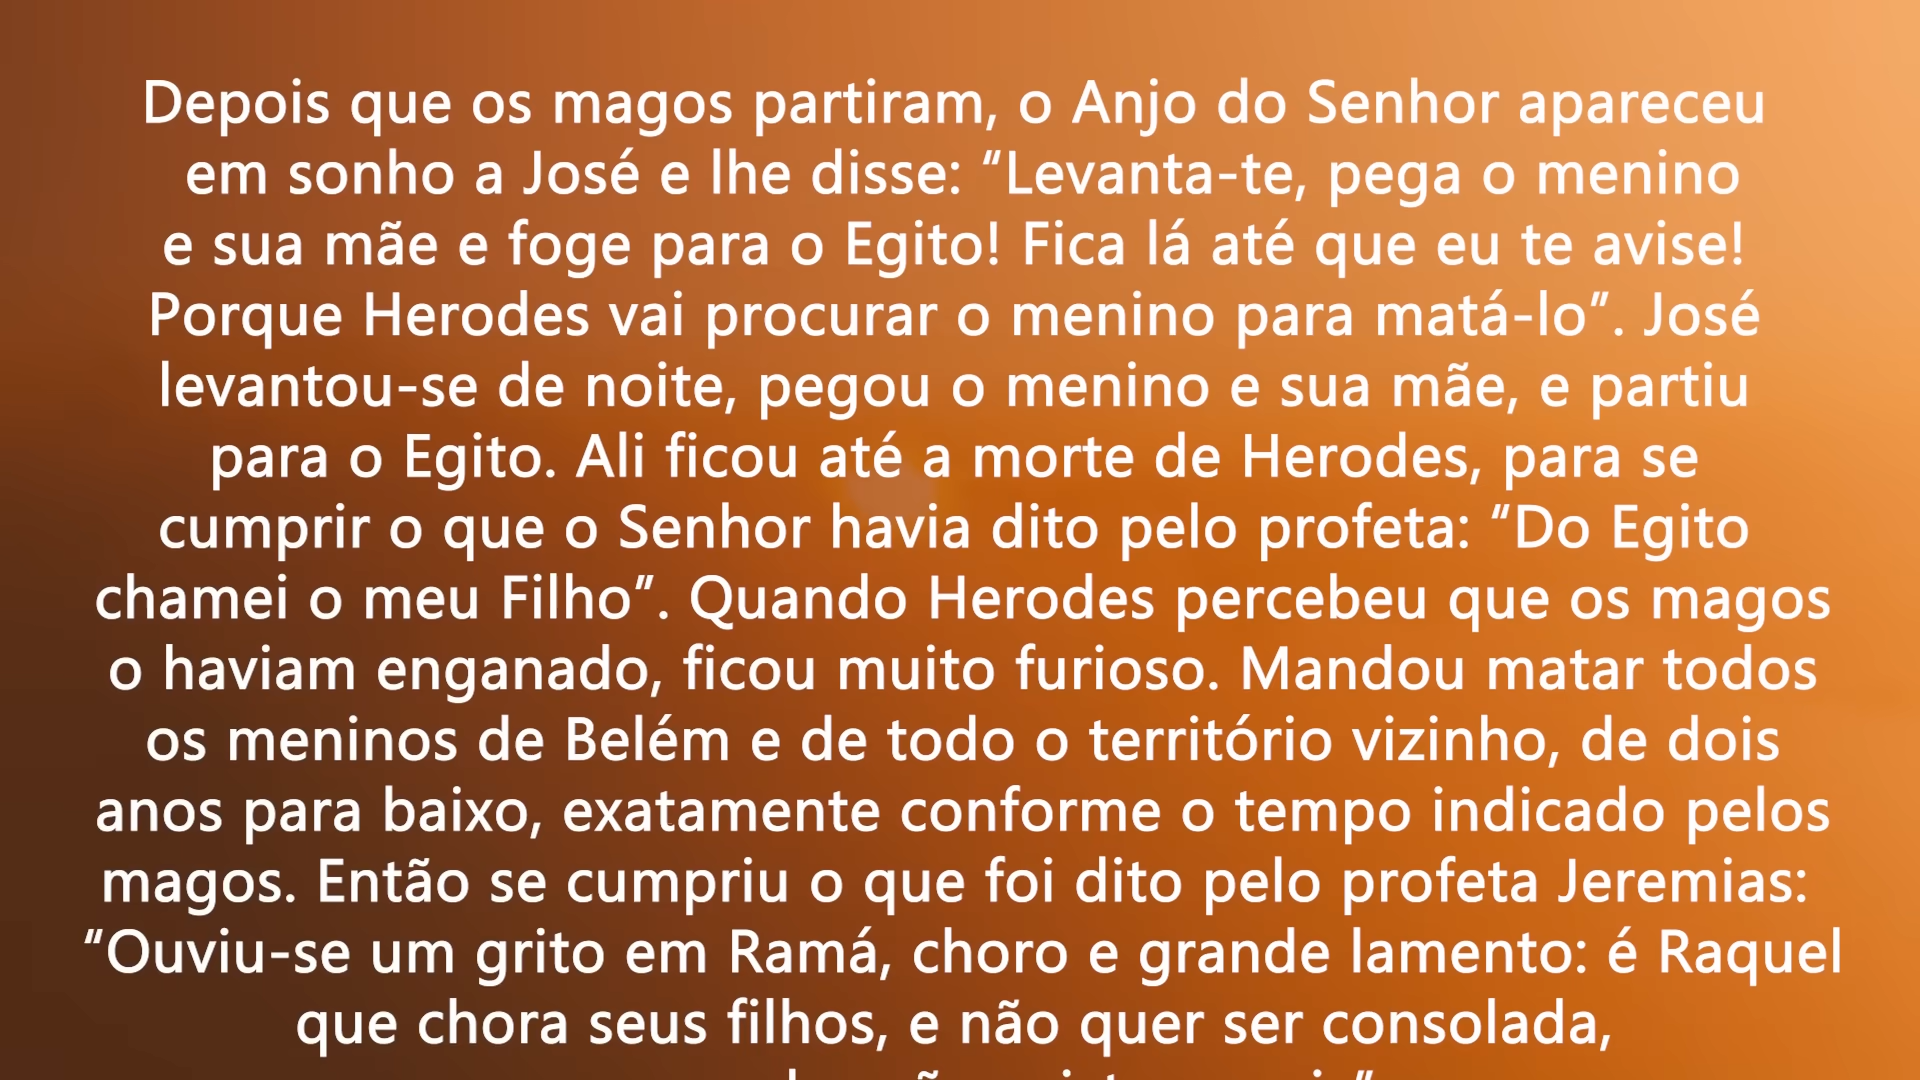 Depois que os magos partiram, o Anjo do Senhor apareceu
em sonho a José e lhe disse: “Levanta-te, pega o menino
e sua mãe e foge para o Egito! Fica lá até que eu te avise!
Porque Herodes vai procurar o menino para matá-lo”. José
levantou-se de noite, pegou o menino e sua mãe, e partiu
para o Egito. Ali ficou até a morte de Herodes, para se
cumprir o que o Senhor havia dito pelo profeta: “Do Egito
chamei o meu Filho”. Quando Herodes percebeu que os magos
o haviam enganado, ficou muito furioso. Mandou matar todos
os meninos de Belém e de todo o território vizinho, de dois
anos para baixo, exatamente conforme o tempo indicado pelos
magos. Então se cumpriu o que foi dito pelo profeta Jeremias:
“Ouviu-se um grito em Ramá, choro e grande lamento: é Raquel
que chora seus filhos, e não quer ser consolada,